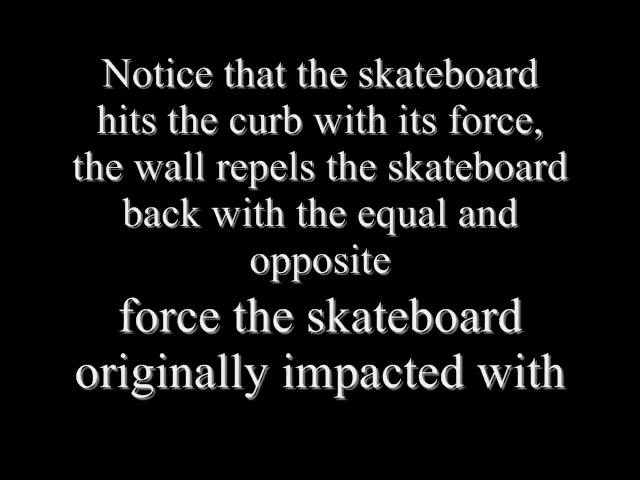 Notice that the skateboard
hits the curb with its force,
the wall repels the skateboard
back with the equal and
opposite
force the skateboard
originally impacted with